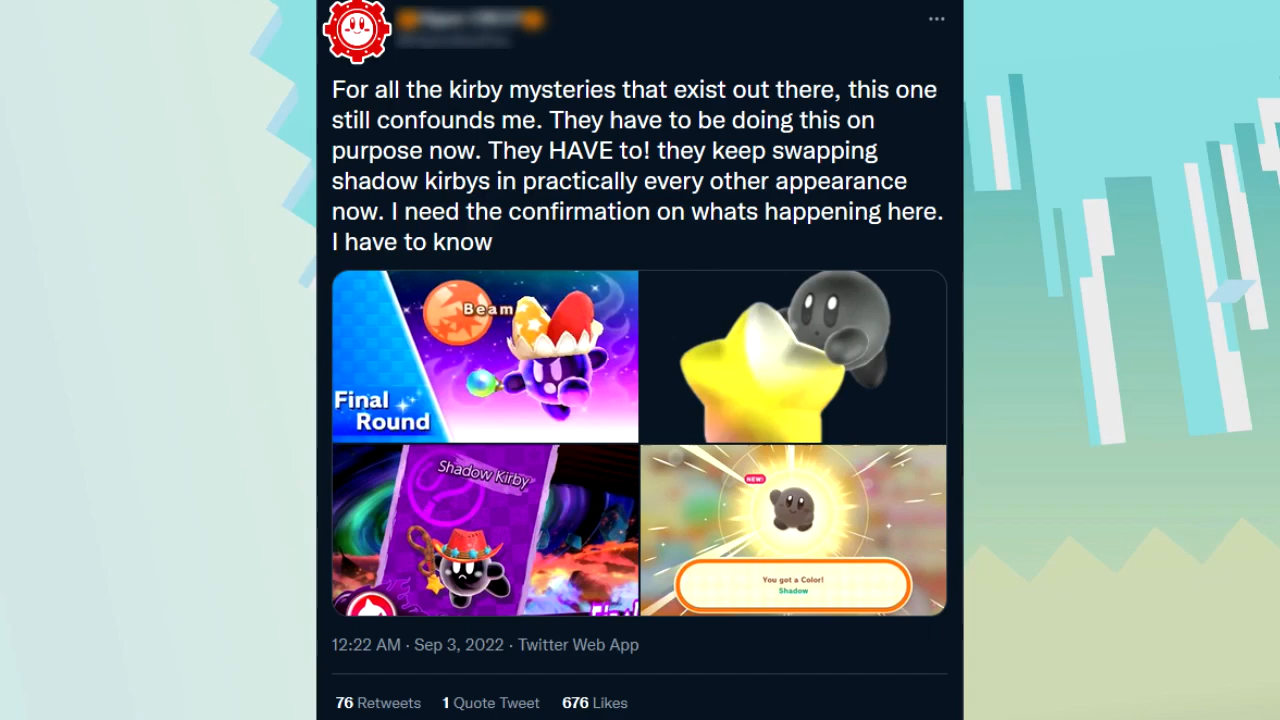 For all the kirby mysteries that exist out there, this one
still confounds me. They have to be doing this on
purpose now. They HAVE to! they keep swapping
shadow kirbys in practically every other appearance
now. I need the confirmation on whats happening here.
I have to know
Beam
Final
Round
Shadow Kirby
NEW!
You got a Color!
Shadow
12:22 AM · Sep 3, 2022 · Twitter Web App
76 Retweets 1 Quote Tweet 676 Likes